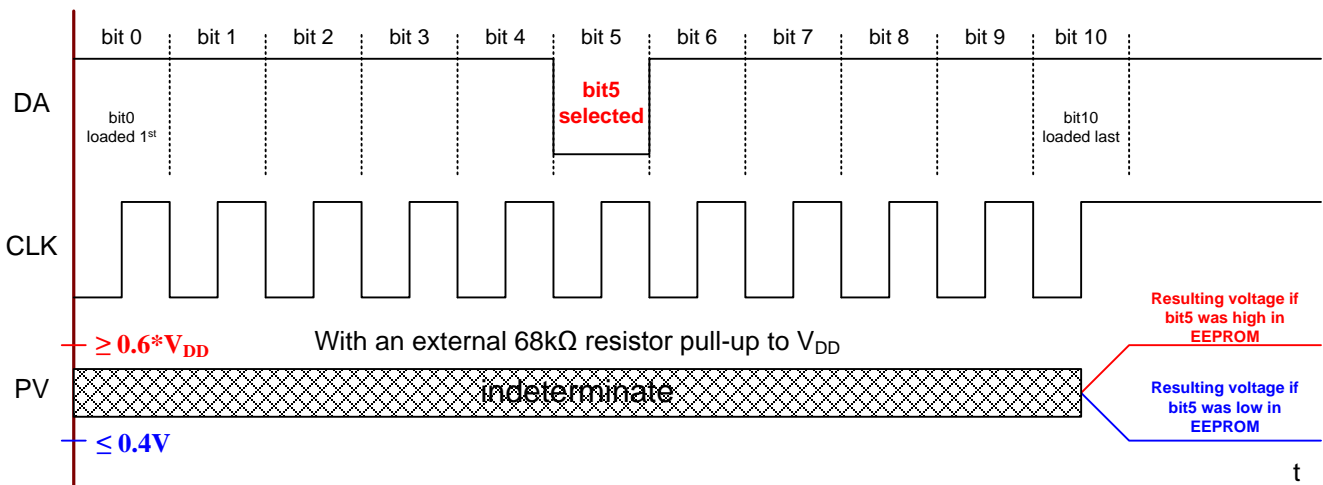 bit 0 bit 1 bit 2 bit 3 bit 4 bit 5 bit 6 bit 7 bit 8 bit 9 bit 10
DA
bit0
loaded 1st
bit5
selected
bit10
loaded last
CLK
Resulting voltage if
bit5 was high in
EEPROM
≥ 0.6*VDD
With an external 68kΩ resistor pull-up to VDD
PV
indeterminate
Resulting voltage if
bit5 was low in
EEPROM
≤ 0.4V
t